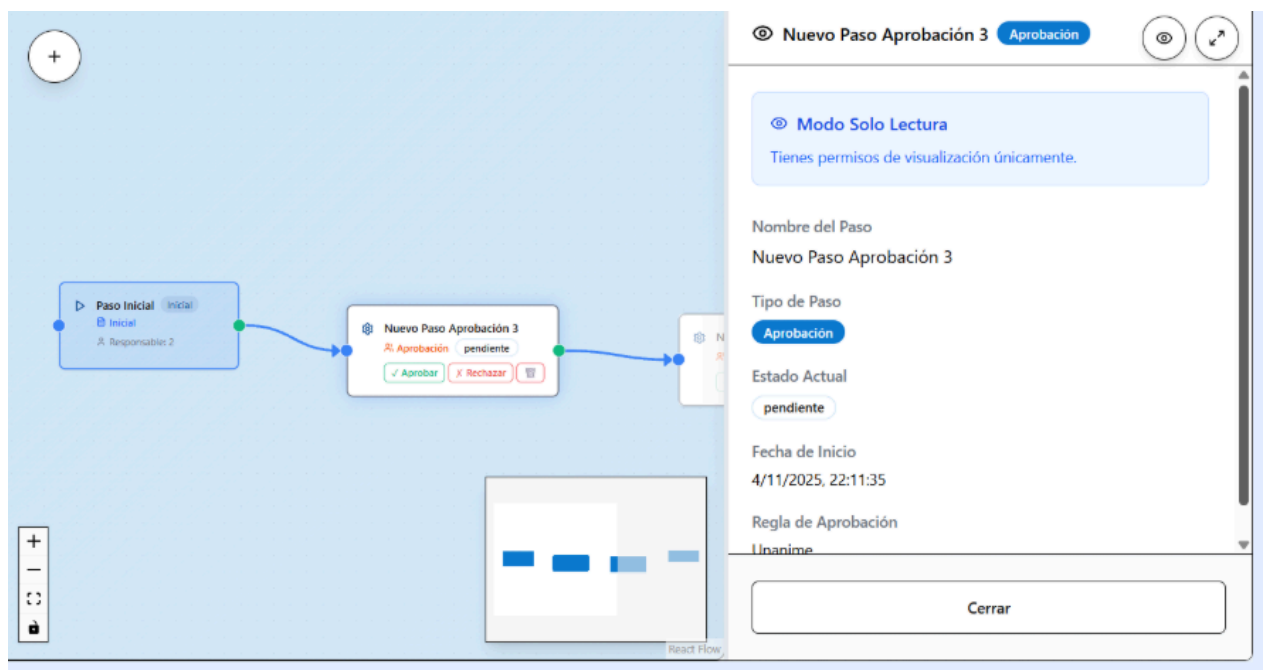 Paso Inicial Inicial
Inicial
Responsable: 2
Nuevo Paso Aprobación 3
Aprobación pendiente
✓ Aprobar ✗ Rechazar
N
React Flow
Nuevo Paso Aprobación 3 Aprobación
Modo Solo Lectura
Tienes permisos de visualización únicamente.
Nombre del Paso
Nuevo Paso Aprobación 3
Tipo de Paso
Aprobación
Estado Actual
pendiente
Fecha de Inicio
4/11/2025, 22:11:35
Regla de Aprobación
Unanime
Cerrar